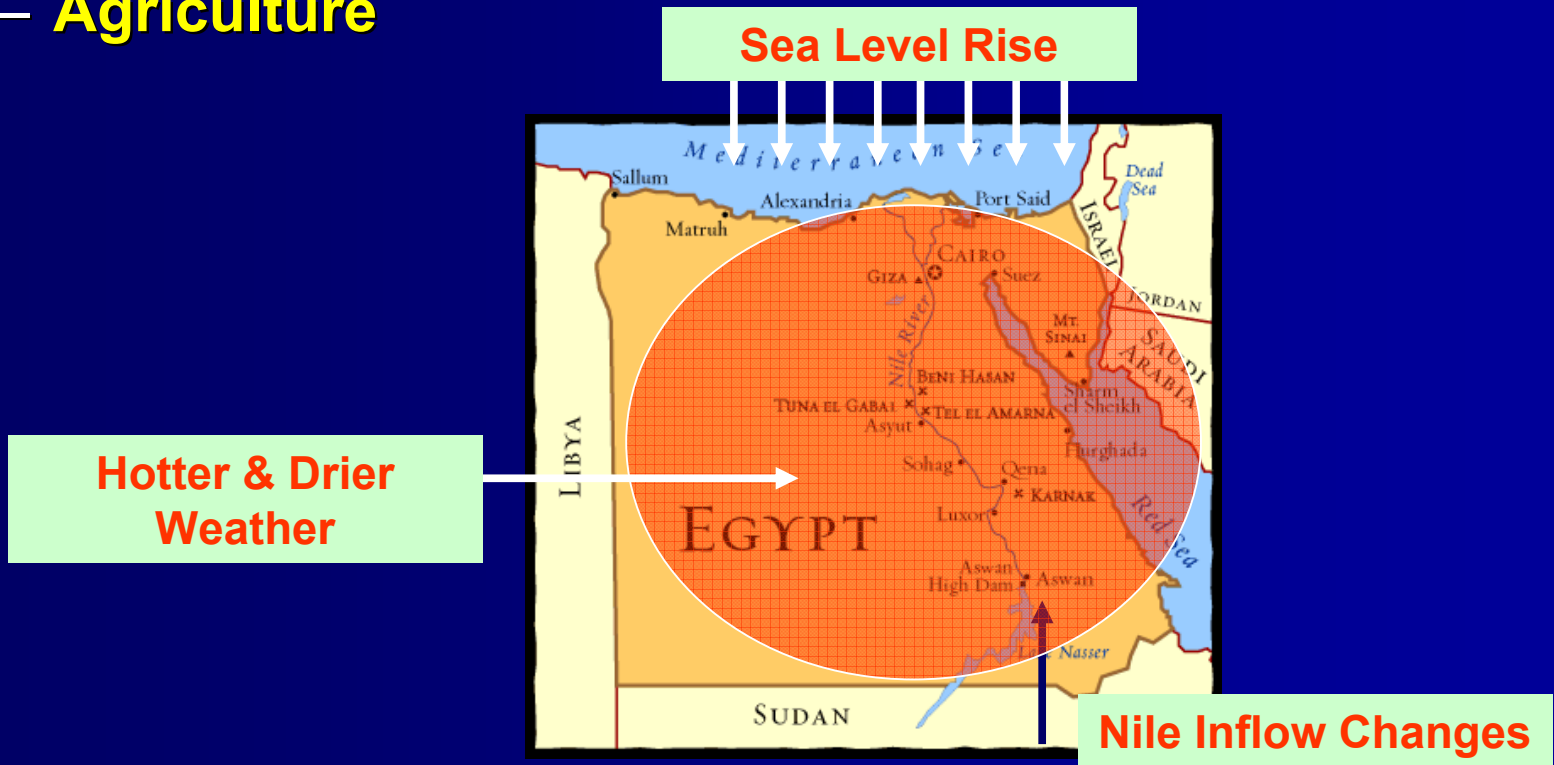 – Agriculture
Sea Level Rise
Mediterranean Se
Dead
Sea
Sallum
Alexandria
Port Said
Matruh
ISRAEL
CAIRO
GIZA
Suez
JORDAN
Nile River
MT.
SINAI
SAUDI
ARABIA
BENI HASAN
Sharm
el Sheikh
TUNA EL GABAI
TEL EL AMARNA
Asyut
Hurghada
LIBYA
Hotter & Drier
Weather
Sohag
Qena
KARNAK
Luxor
Red Sea
EGYPT
Aswan
High Dam
Aswan
Lake Nasser
SUDAN
Nile Inflow Changes